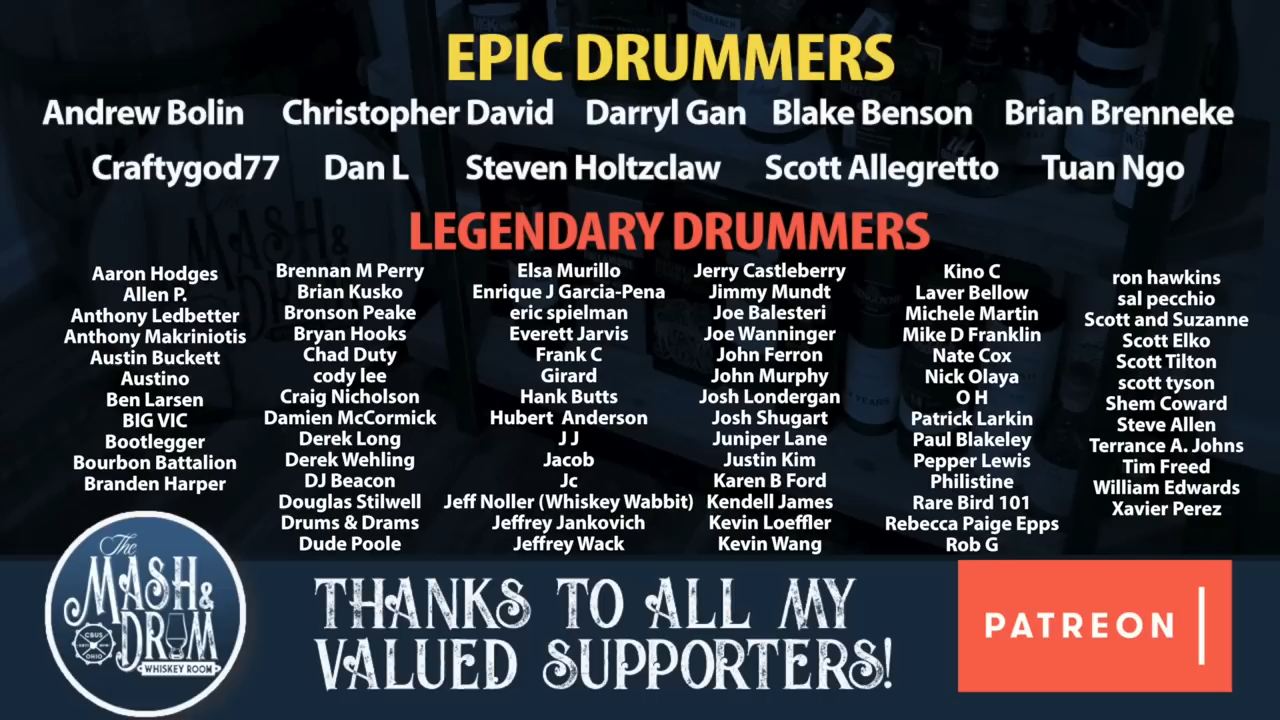 EPIC DRUMMERS
Andrew Bolin Christopher David Darryl Gan Blake Benson Brian Brenneke
Craftygod77 Dan L Steven Holtzclaw Scott Allegretto Tuan Ngo
LEGENDARY DRUMMERS
Aaron Hodges
Allen P.
Anthony Ledbetter
Anthony Makriniotis
Austin Buckett
Austino
Ben Larsen
BIG VIC
Bootlegger
Bourbon Battalion
Branden Harper
Brennan M Perry
Brian Kusko
Bronson Peake
Bryan Hooks
Chad Duty
cody lee
Craig Nicholson
Damien McCormick
Derek Long
Derek Wehling
DJ Beacon
Douglas Stilwell
Drums & Drams
Dude Poole
Elsa Murillo
Enrique J Garcia-Pena
eric spielman
Everett Jarvis
Frank C
Girard
Hank Butts
Hubert Anderson
J J
Jacob
Jc
Jeff Noller (Whiskey Wabbit)
Jeffrey Jankovich
Jeffrey Wack
Jerry Castleberry
Jimmy Mundt
Joe Balesteri
Joe Wanninger
John Ferron
John Murphy
Josh Londergan
Josh Shugart
Juniper Lane
Justin Kim
Karen B Ford
Kendell James
Kevin Loeffler
Kevin Wang
Kino C
Laver Bellow
Michele Martin
Mike D Franklin
Nate Cox
Nick Olaya
O H
Patrick Larkin
Paul Blakeley
Pepper Lewis
Philistine
Rare Bird 101
Rebecca Paige Epps
Rob G
ron hawkins
sal pecchio
Scott and Suzanne
Scott Elko
Scott Tilton
scott tyson
Shem Coward
Steve Allen
Terrance A. Johns
Tim Freed
William Edwards
Xavier Perez
The
MASH &
DRUM
CBUS
OHIO
WHISKEY ROOM
THANKS TO ALL MY
VALUED SUPPORTERS!
PATREON